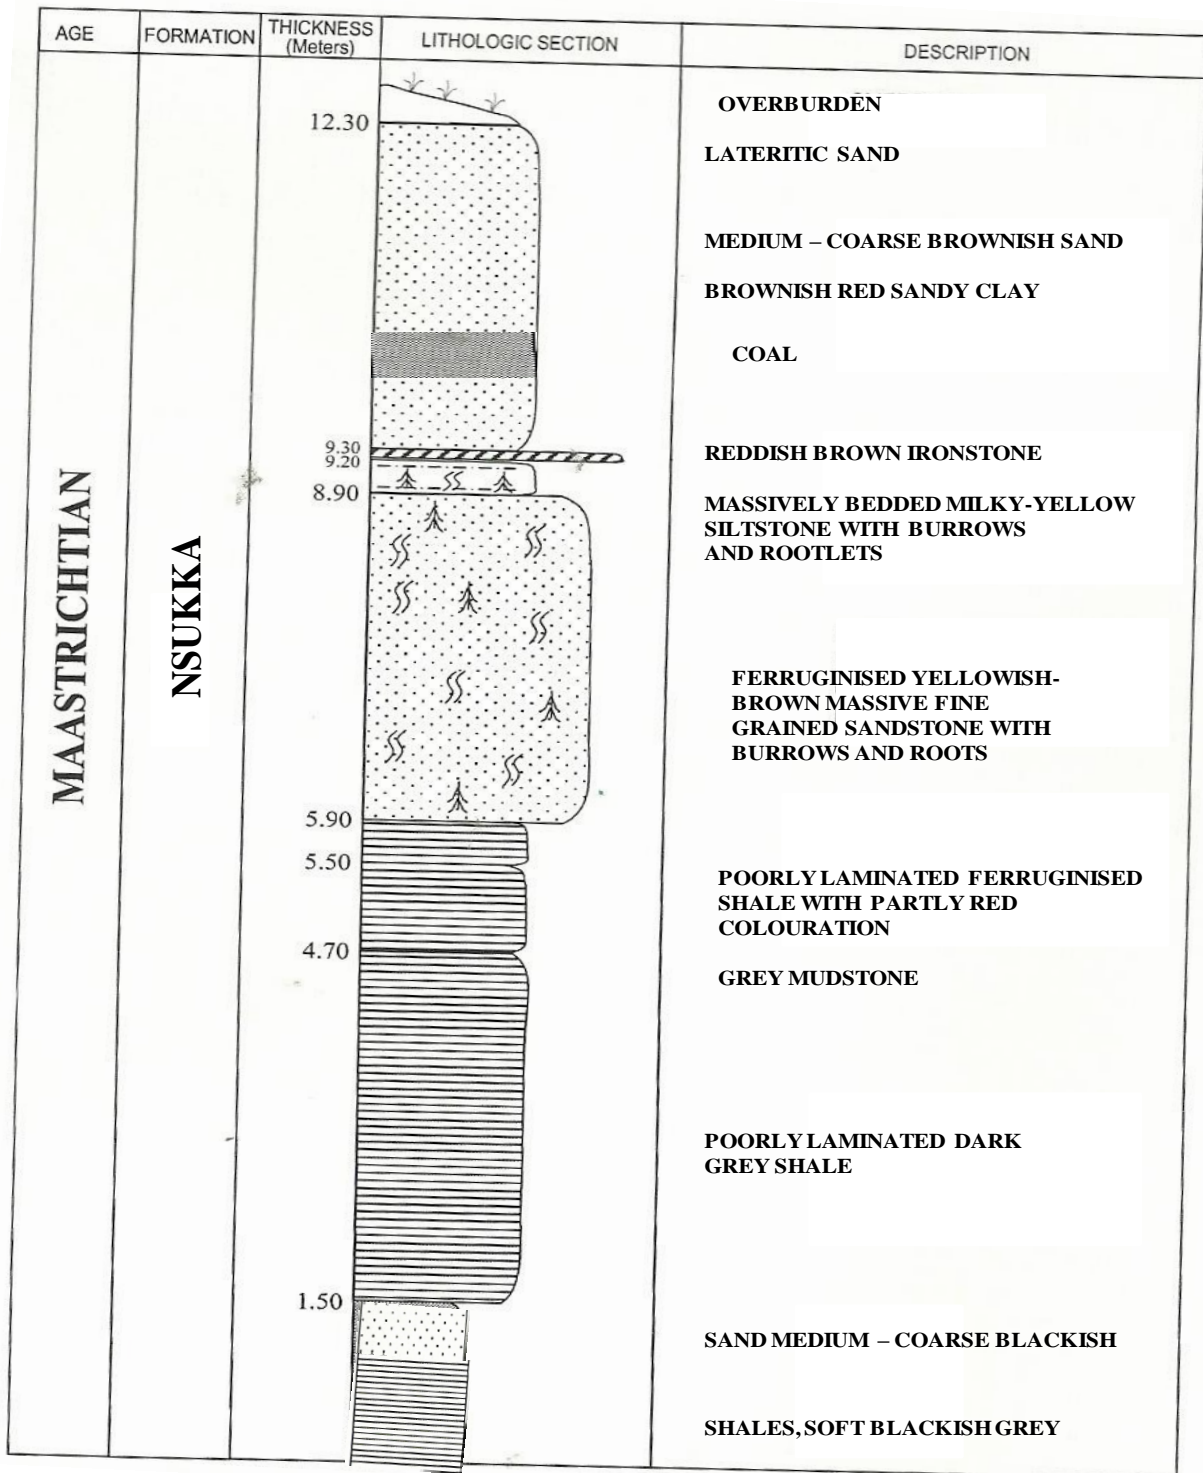 AGE
FORMATION
THICKNESS
(Meters)
LITHOLOGIC SECTION
DESCRIPTION
OVERBURDEN
12.30
LATERITIC SAND
MEDIUM – COARSE BROWNISH SAND
BROWNISH RED SANDY CLAY
COAL
9.30
REDDISH BROWN IRONSTONE
9.20
8.90
MASSIVELY BEDDED MILKY-YELLOW
SILTSTONE WITH BURROWS
AND ROOTLETS
MAASTRICHTIAN
NSUKKA
FERRUGINISED YELLOWISH-
BROWN MASSIVE FINE
GRAINED SANDSTONE WITH
BURROWS AND ROOTS
5.90
5.50
POORLY LAMINATED FERRUGINISED
SHALE WITH PARTLY RED
COLOURATION
4.70
GREY MUDSTONE
POORLY LAMINATED DARK
GREY SHALE
1.50
SAND MEDIUM – COARSE BLACKISH
SHALES, SOFT BLACKISH GREY